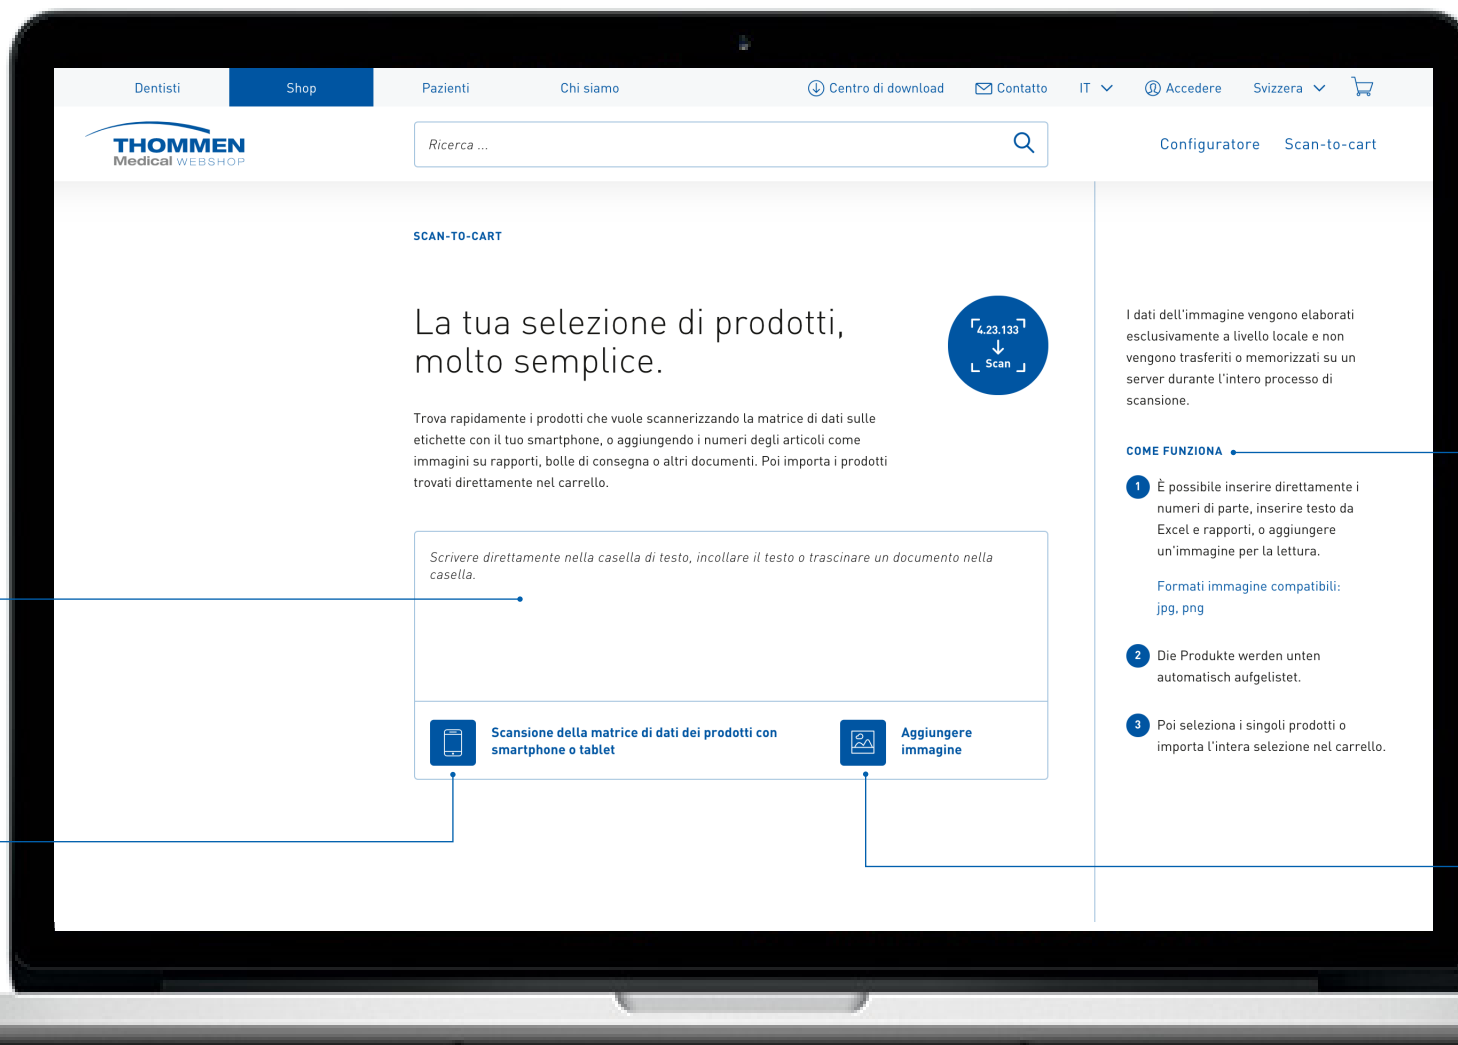 Dentisti
Shop
Pazienti
Chi siamo
Centro di download
Contatto
IT
Accedere
Svizzera
THOMMEN
Medical WEBSHOP
Ricerca ...
Configuratore
Scan-to-cart
SCAN-TO-CART
La tua selezione di prodotti,
molto semplice.
4.23.133
Scan
Trova rapidamente i prodotti che vuole scannerizzando la matrice di dati sulle
etichette con il tuo smartphone, o aggiungendo i numeri degli articoli come
immagini su rapporti, bolle di consegna o altri documenti. Poi importa i prodotti
trovati direttamente nel carrello.
Scrivere direttamente nella casella di testo, incollare il testo o trascinare un documento nella
casella.
Scansione della matrice di dati dei prodotti con
smartphone o tablet
Aggiungere
immagine
I dati dell'immagine vengono elaborati
esclusivamente a livello locale e non
vengono trasferiti o memorizzati su un
server durante l'intero processo di
scansione.
COME FUNZIONA
1 È possibile inserire direttamente i
numeri di parte, inserire testo da
Excel e rapporti, o aggiungere
un'immagine per la lettura.
Formati immagine compatibili:
jpg, png
2 Die Produkte werden unten
automatisch aufgelistet.
3 Poi seleziona i singoli prodotti o
importa l'intera selezione nel carrello.